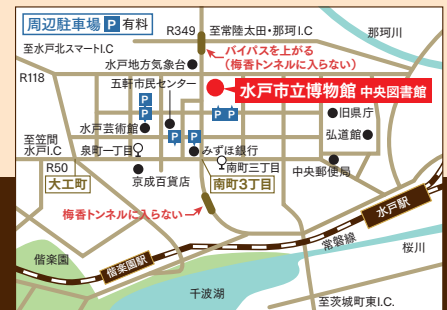 周辺駐車場 P 有料
R349
至常陸太田・那珂I.C
那珂川
至水戸北スマートI.C
バイパスを上がる
（梅香トンネルに入らない）
水戸地方気象台
R118
五軒市民センター
水戸市立博物館 中央図書館
P
P
P P
旧県庁
水戸芸術館
弘道館
至笠間
水戸I.C
泉町一丁目
P
P
みずほ銀行
南町三丁目
R50
大工町
京成百貨店
南町3丁目
中央郵便局
梅香トンネルに入らない
水戸駅
常磐線
桜川
偕楽園
偕楽園駅
千波湖
至茨城町東I.C.